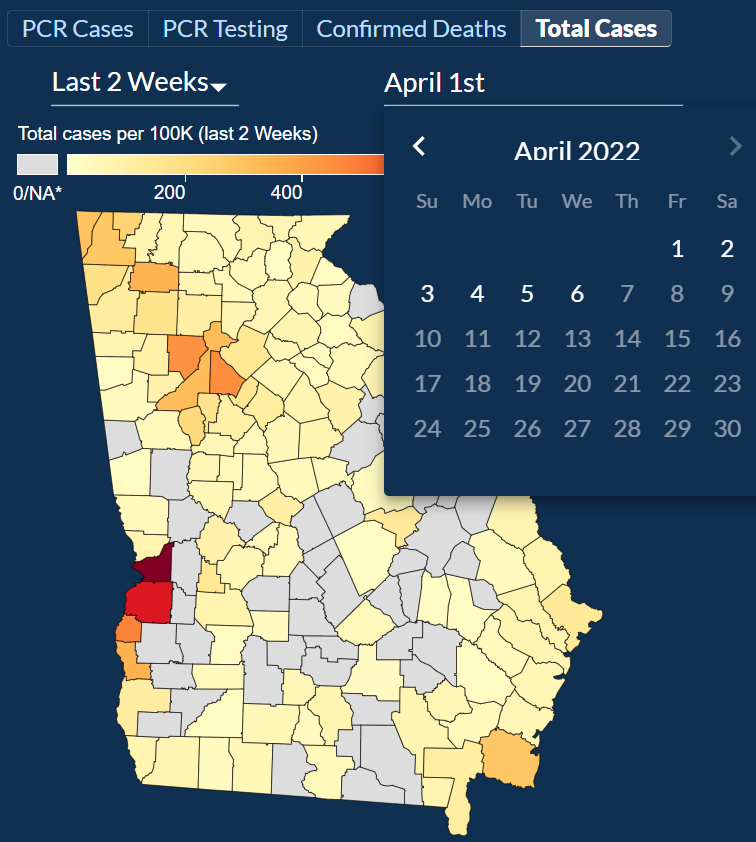 PCR Cases PCR Testing Confirmed Deaths Total Cases
Last 2 Weeks April 1st
Total cases per 100K (last 2 Weeks)
0/NA* 200 400
April 2022
Su Mo Tu We Th Fr Sa
1 2
3 4 5 6 7 8 9
10 11 12 13 14 15 16
17 18 19 20 21 22 23
24 25 26 27 28 29 30